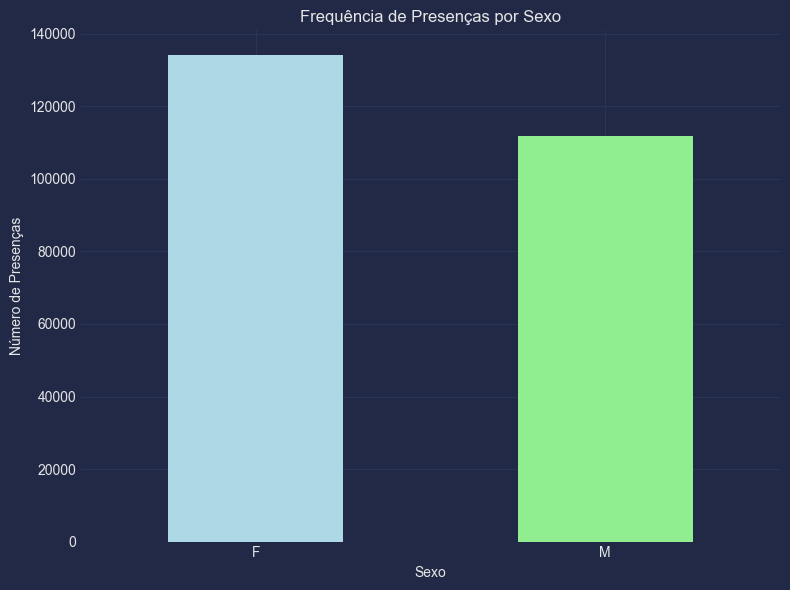 Frequência de Presenças por Sexo
Número de Presenças
140000
120000
100000
80000
60000
40000
20000
0
F
M
Sexo